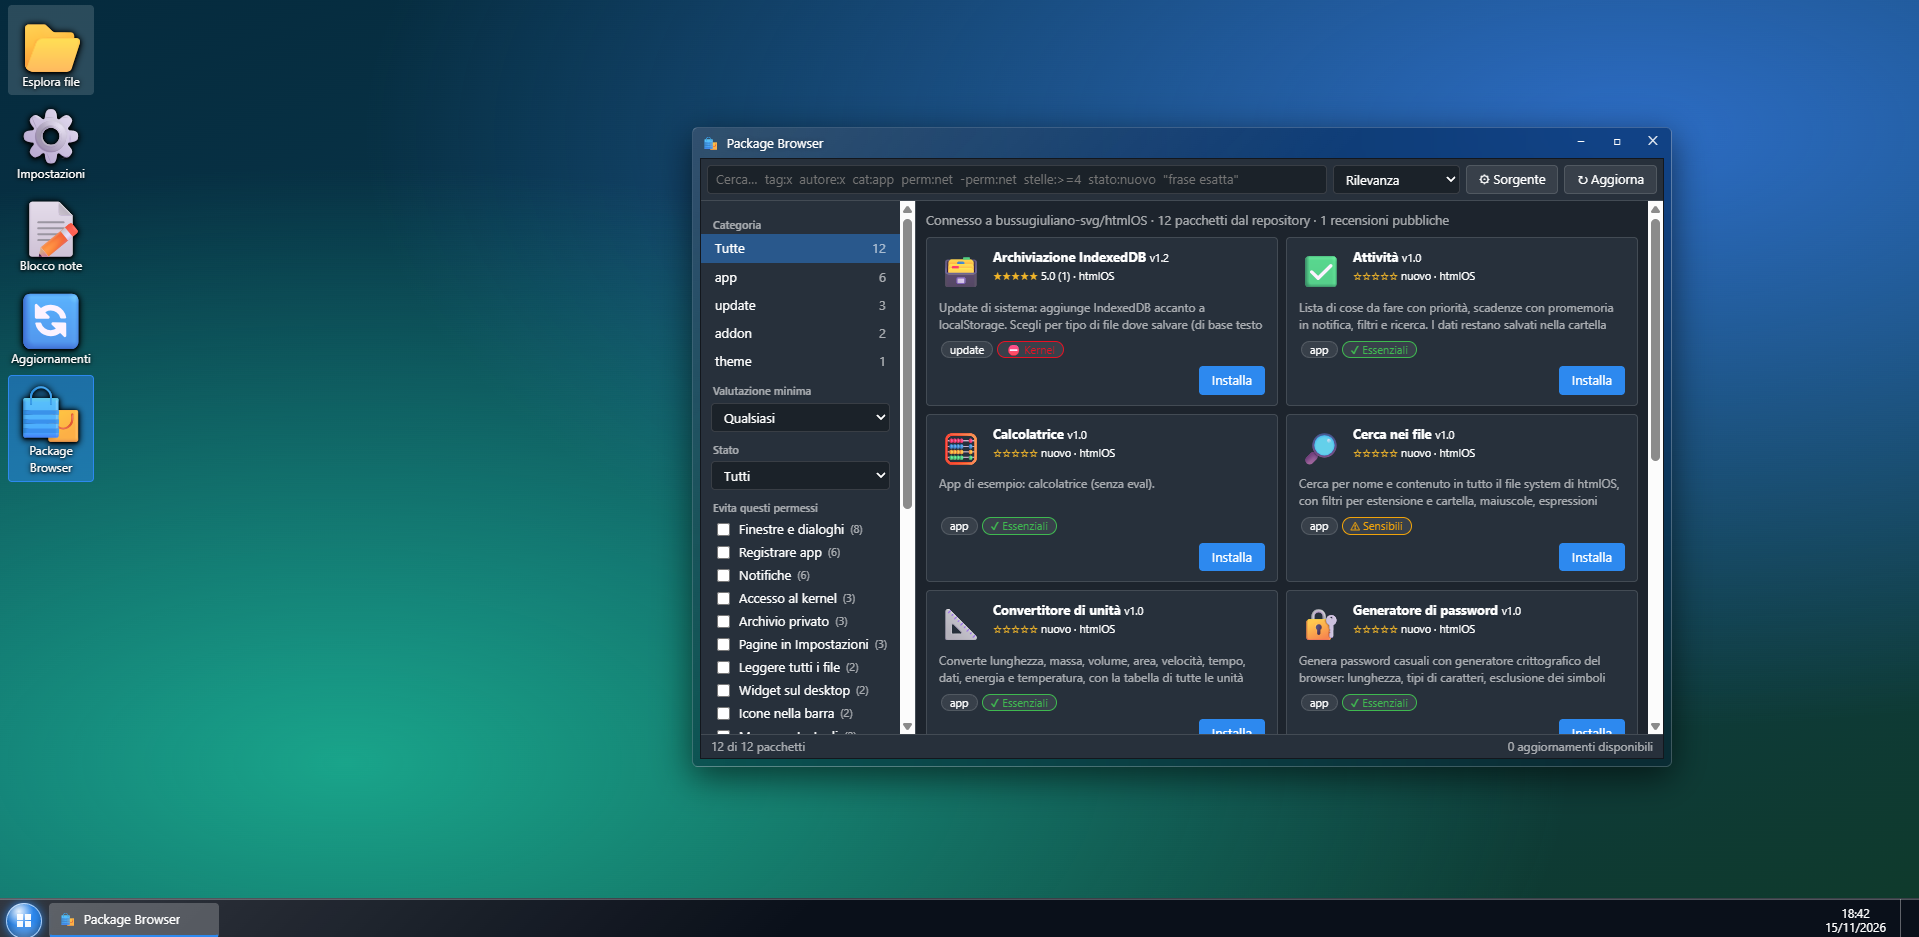 Esplora file
Impostazioni
Blocco note
Aggiornamenti
Package
Browser
Package Browser
Cerca... tag:x autore:x cat:app perm:net -perm:net stelle:>=4 stato:nuovo "frase esatta"
Rilevanza
⚙ Sorgente
↻ Aggiorna
Categoria
Tutte 12
app 6
update 3
addon 2
theme 1
Valutazione minima
Qualsiasi
Stato
Tutti
Evita questi permessi
Finestre e dialoghi (8)
Registrare app (6)
Notifiche (6)
Accesso al kernel (3)
Archivio privato (3)
Pagine in Impostazioni (3)
Leggere tutti i file (2)
Widget sul desktop (2)
Icone nella barra (2)
Connesso a bussugiuliano-svg/htmlOS · 12 pacchetti dal repository · 1 recensioni pubbliche
Archiviazione IndexedDB v1.2
★★★★★ 5.0 (1) · htmlOS
Update di sistema: aggiunge IndexedDB accanto a
localStorage. Scegli per tipo di file dove salvare (di base testo
update ⛔ Kernel
Installa
Attività v1.0
☆☆☆☆☆ nuovo · htmlOS
Lista di cose da fare con priorità, scadenze con promemoria
in notifica, filtri e ricerca. I dati restano salvati nella cartella
app ✓ Essenziali
Installa
Calcolatrice v1.0
☆☆☆☆☆ nuovo · htmlOS
App di esempio: calcolatrice (senza eval).
app ✓ Essenziali
Installa
Cerca nei file v1.0
☆☆☆☆☆ nuovo · htmlOS
Cerca per nome e contenuto in tutto il file system di htmlOS,
con filtri per estensione e cartella, maiuscole, espressioni
app ⚠ Sensibili
Installa
Convertitore di unità v1.0
☆☆☆☆☆ nuovo · htmlOS
Converte lunghezza, massa, volume, area, velocità, tempo,
dati, energia e temperatura, con la tabella di tutte le unità
app ✓ Essenziali
Installa
Generatore di password v1.0
☆☆☆☆☆ nuovo · htmlOS
Genera password casuali con generatore crittografico del
browser: lunghezza, tipi di caratteri, esclusione dei simboli
app ✓ Essenziali
Installa
12 di 12 pacchetti
0 aggiornamenti disponibili
Package Browser
18:42
15/11/2026